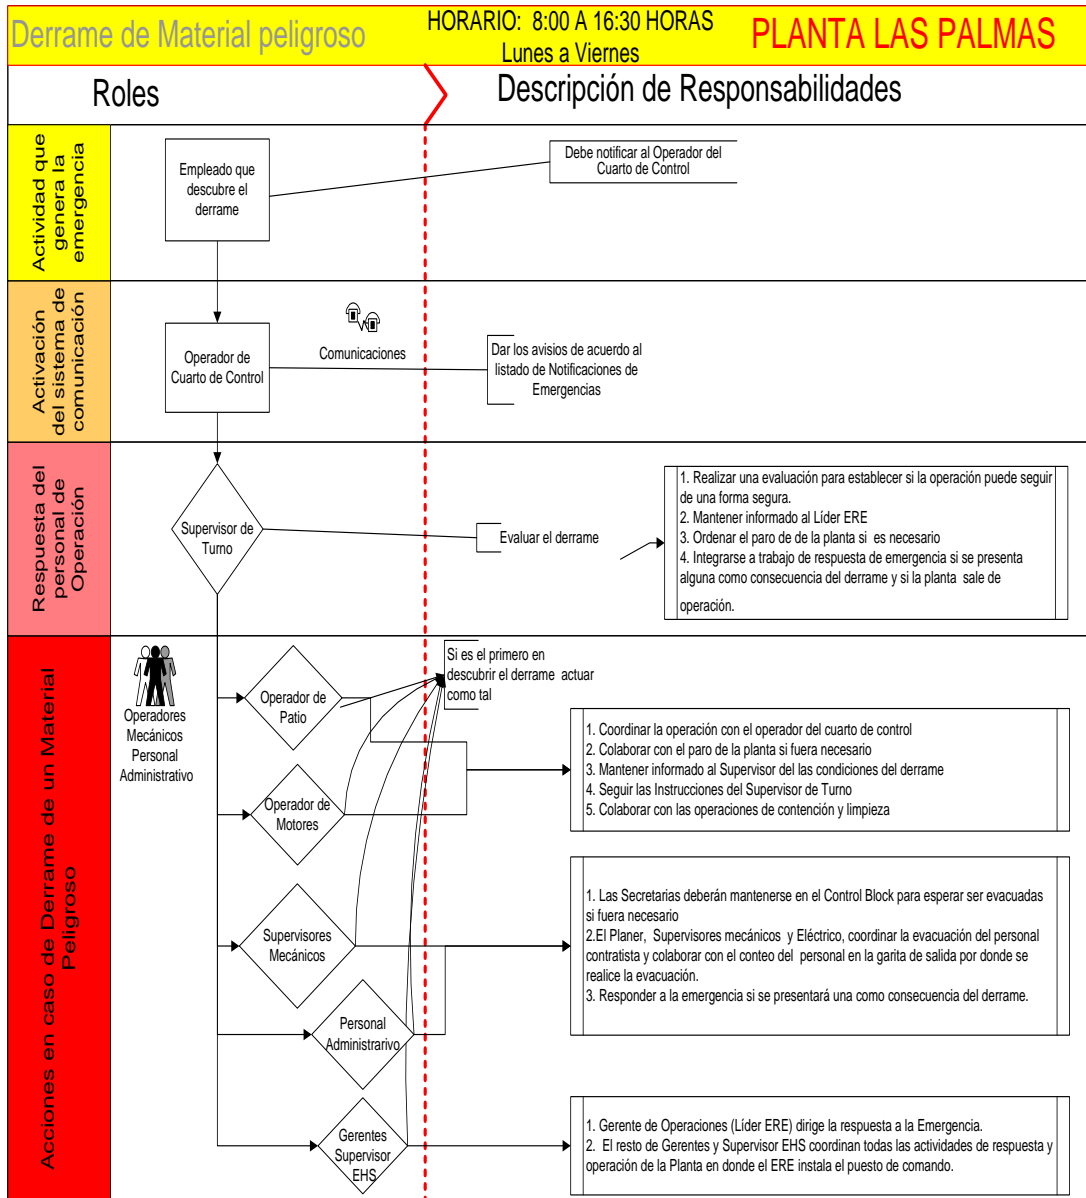 Derrame de Material peligroso
HORARIO: 8:00 A 16:30 HORAS
Lunes a Viernes
PLANTA LAS PALMAS
Roles
Descripción de Responsabilidades
Actividad que
genera la
emergencia
Empleado que
descubre el
derrame
Debe notificar al Operador del
Cuarto de Control
Activación
del sistema de
comunicación
Operador de
Cuarto de Control
Comunicaciones
Dar los avisios de acuerdo al
listado de Notificaciones de
Emergencias
Respuesta del
personal de
Operación
Supervisor de
Turno
Evaluar el derrame
1. Realizar una evaluación para establecer si la operación puede seguir
de una forma segura.
2. Mantener informado al Líder ERE
3. Ordenar el paro de de la planta si es necesario
4. Integrarse a trabajo de respuesta de emergencia si se presenta
alguna como consecuencia del derrame y si la planta sale de
operación.
Acciones en caso de Derrame de un Material
Peligroso
Operadores
Mecánicos
Personal
Administrativo
Si es el primero en
descubrir el derrame actuar
como tal
Operador de
Patio
Operador de
Motores
1. Coordinar la operación con el operador del cuarto de control
2. Colaborar con el paro de la planta si fuera necesario
3. Mantener informado al Supervisor del las condiciones del derrame
4. Seguir las Instrucciones del Supervisor de Turno
5. Colaborar con las operaciones de contención y limpieza
Supervisores
Mecánicos
Personal
Administrarivo
1. Las Secretarias deberán mantenerse en el Control Block para esperar ser evacuadas
si fuera necesario
2.El Planer, Supervisores mecánicos y Eléctrico, coordinar la evacuación del personal
contratista y colaborar con el conteo del personal en la garita de salida por donde se
realice la evacuación.
3. Responder a la emergencia si se presentará una como consecuencia del derrame.
Gerentes
Supervisor
EHS
1. Gerente de Operaciones (Líder ERE) dirige la respuesta a la Emergencia.
2. El resto de Gerentes y Supervisor EHS coordinan todas las actividades de respuesta y
operación de la Planta en donde el ERE instala el puesto de comando.